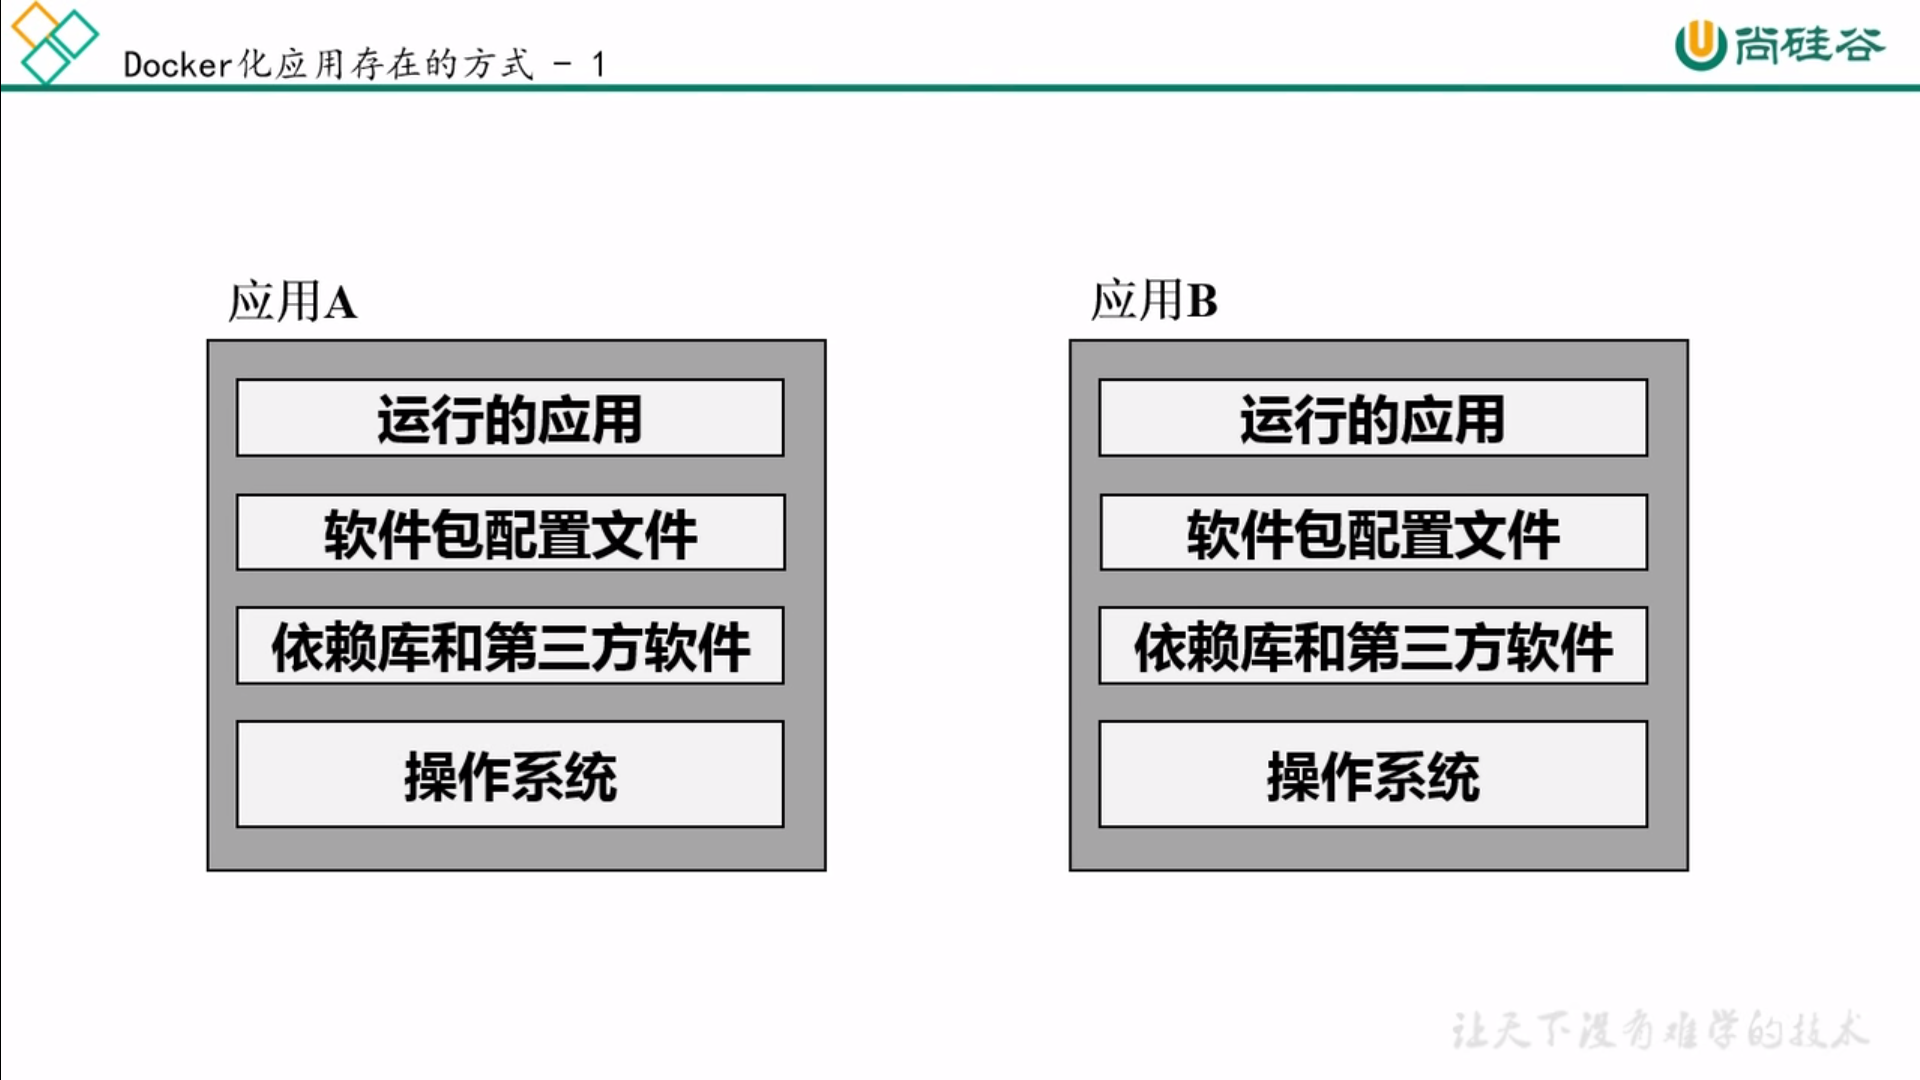 Docker化应用存在的方式 - 1
尚硅谷
应用A
运行的应用
软件包配置文件
依赖库和第三方软件
操作系统
应用B
运行的应用
软件包配置文件
依赖库和第三方软件
操作系统
让天下没有难学的技术